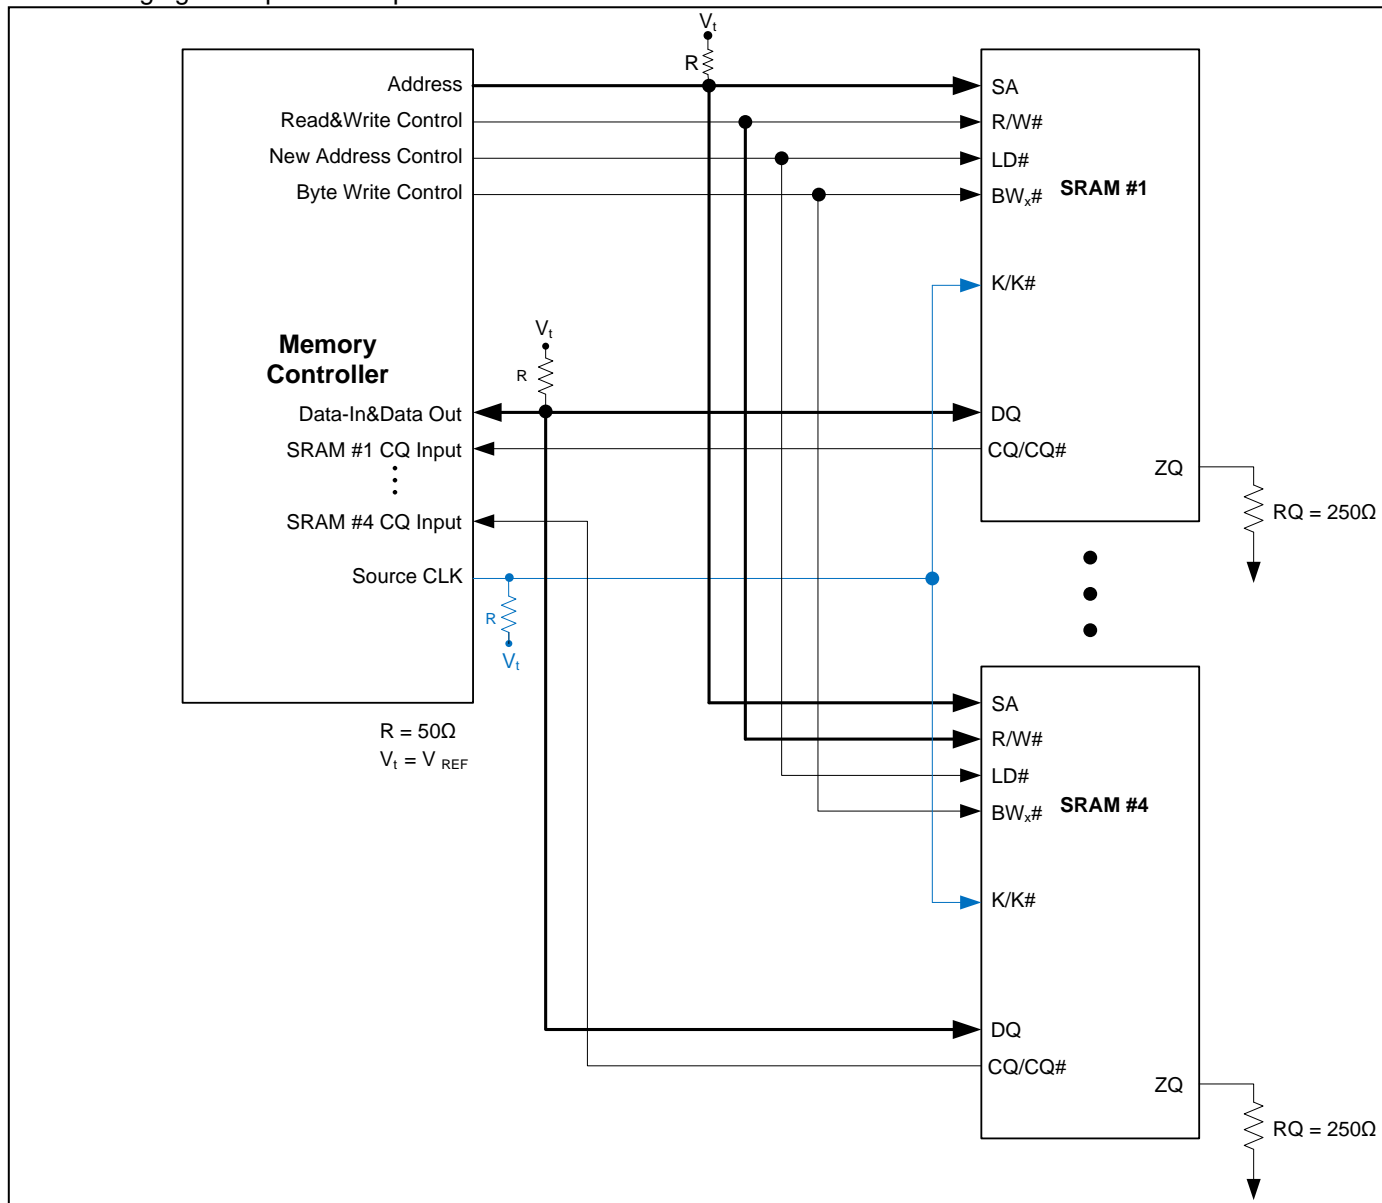 Vt
R
Address
SA
Read&Write Control
R/W#
New Address Control
LD#
Byte Write Control
BWx#
SRAM #1
K/K#
Vt
R
Memory
Controller
Data-In&Data Out
DQ
SRAM #1 CQ Input
CQ/CQ#
ZQ
RQ = 250Ω
SRAM #4 CQ Input
Source CLK
R
Vt
R = 50Ω
Vt = V REF
SA
R/W#
LD#
BWx#
SRAM #4
K/K#
DQ
CQ/CQ#
ZQ
RQ = 250Ω